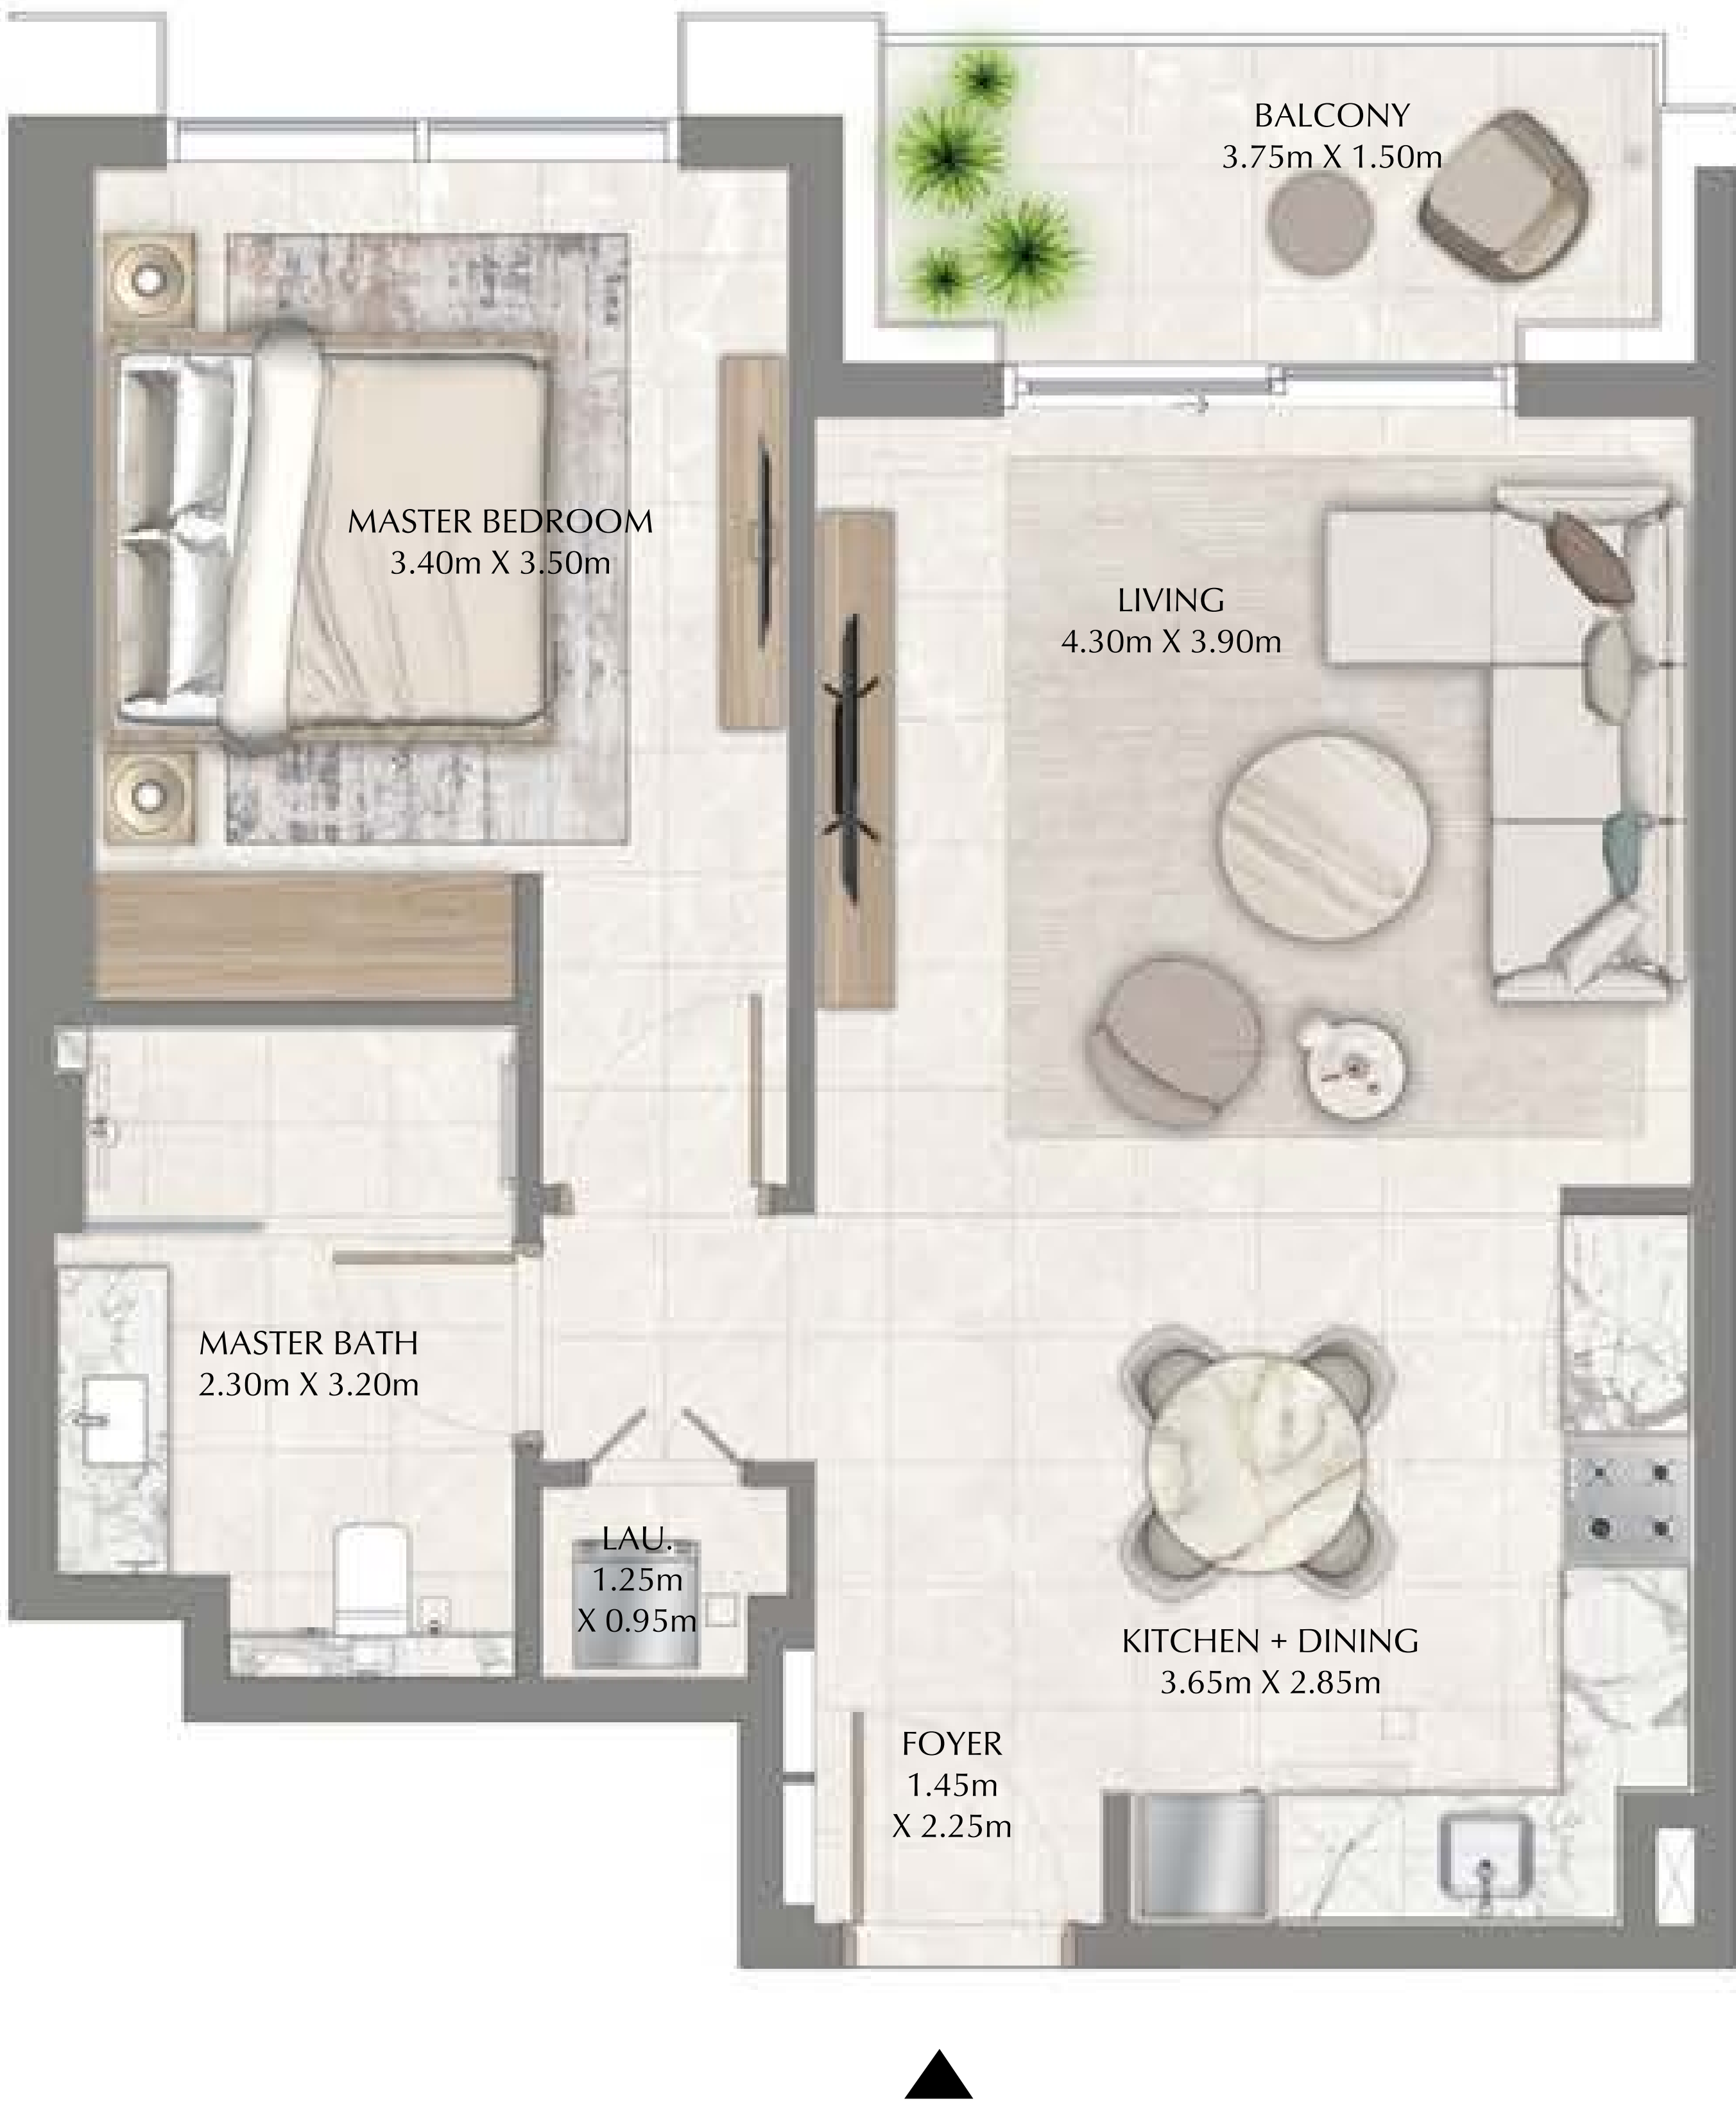 BALCONY
3.75m X 1.50m
MASTER BEDROOM
3.40m X 3.50m
LIVING
4.30m X 3.90m
MASTER BATH
2.30m X 3.20m
LAU.
1.25m
X 0.95m
KITCHEN + DINING
3.65m X 2.85m
FOYER
1.45m
X 2.25m